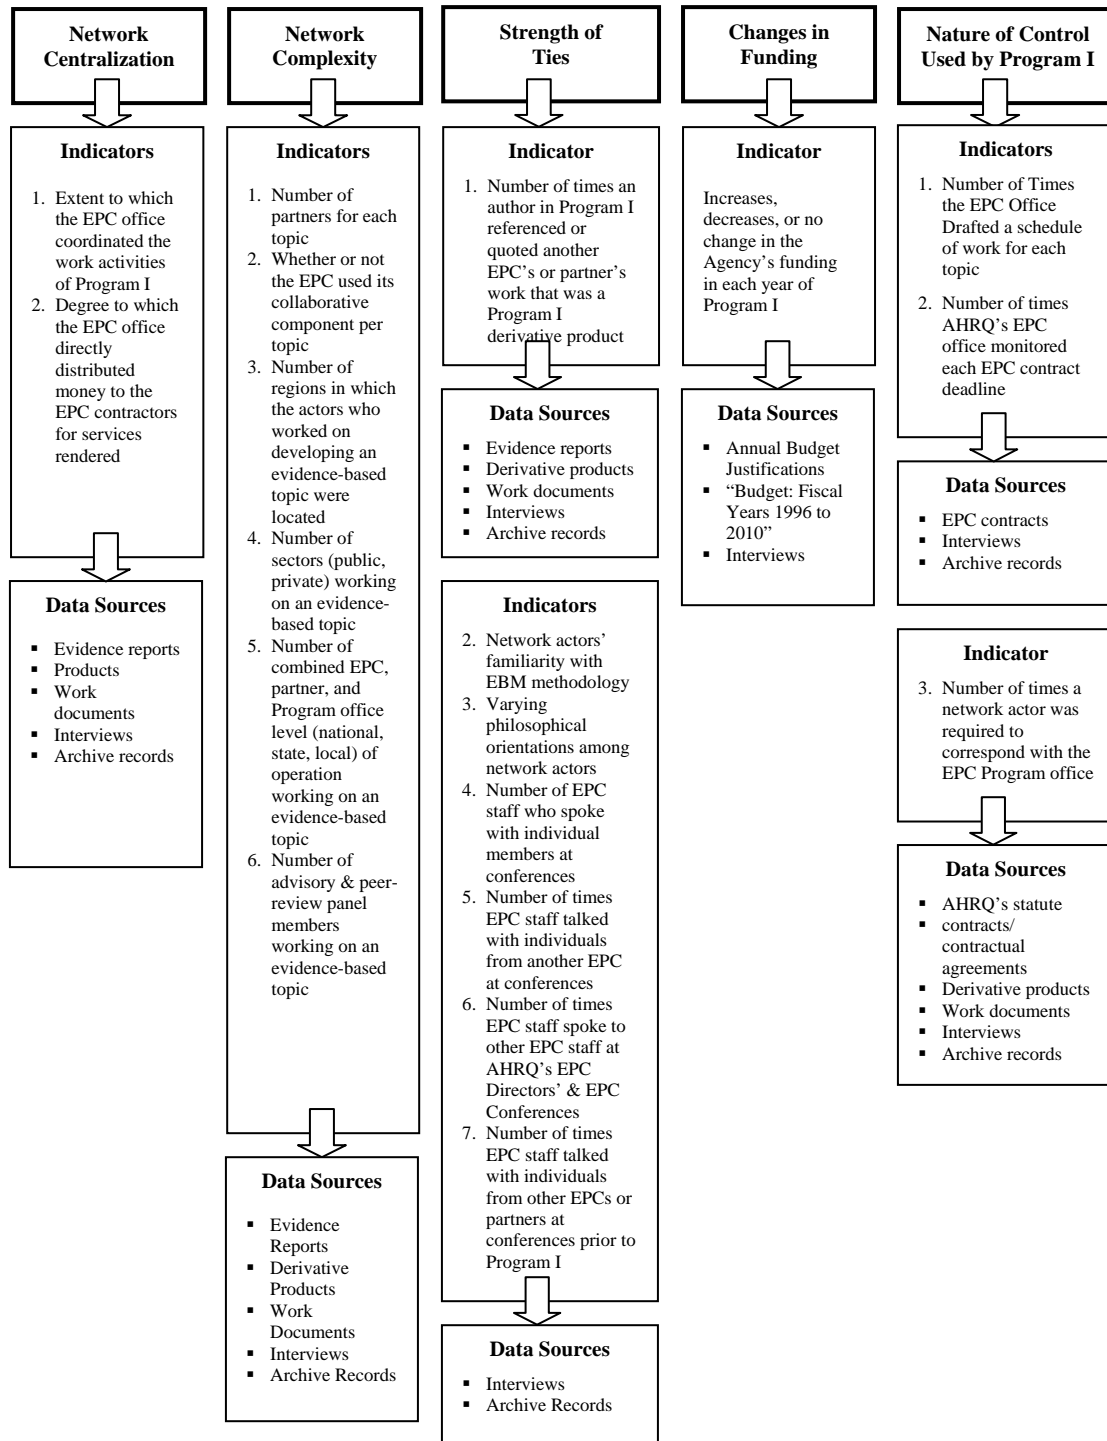 Network
Centralization
Indicators
1. Extent to which
the EPC office
coordinated the
work activities
of Program I
2. Degree to which
the EPC office
directly
distributed
money to the
EPC contractors
for services
rendered
Data Sources
▪ Evidence reports
▪ Products
▪ Work
documents
▪ Interviews
▪ Archive records
Network
Complexity
Indicators
1. Number of
partners for each
topic
2. Whether or not
the EPC used its
collaborative
component per
topic
3. Number of
regions in which
the actors who
worked on
developing an
evidence-based
topic were
located
4. Number of
sectors (public,
private) working
on an evidence-
based topic
5. Number of
combined EPC,
partner, and
Program office
level (national,
state, local) of
operation
working on an
evidence-based
topic
6. Number of
advisory & peer-
review panel
members
working on an
evidence-based
topic
Data Sources
▪ Evidence
Reports
▪ Derivative
Products
▪ Work
Documents
▪ Interviews
▪ Archive Records
Strength of
Ties
Indicator
1. Number of times an
author in Program I
referenced or
quoted another
EPC's or partner's
work that was a
Program I
derivative product
Data Sources
▪ Evidence reports
▪ Derivative products
▪ Work documents
▪ Interviews
▪ Archive records
Indicators
2. Network actors'
familiarity with
EBM methodology
3. Varying
philosophical
orientations among
network actors
4. Number of EPC
staff who spoke
with individual
members at
conferences
5. Number of times
EPC staff talked
with individuals
from another EPC
at conferences
6. Number of times
EPC staff spoke to
other EPC staff at
AHRQ's EPC
Directors' & EPC
Conferences
7. Number of times
EPC staff talked
with individuals
from other EPCs or
partners at
conferences prior to
Program I
Data Sources
▪ Interviews
▪ Archive Records
Changes in
Funding
Indicator
Increases,
decreases, or no
change in the
Agency's funding
in each year of
Program I
Data Sources
▪ Annual Budget
Justifications
▪ "Budget: Fiscal
Years 1996 to
2010"
▪ Interviews
Nature of Control
Used by Program I
Indicators
1. Number of Times
the EPC Office
Drafted a schedule
of work for each
topic
2. Number of times
AHRQ's EPC
office monitored
each EPC contract
deadline
Data Sources
▪ EPC contracts
▪ Interviews
▪ Archive records
Indicator
3. Number of times a
network actor was
required to
correspond with the
EPC Program office
Data Sources
▪ AHRQ's statute
▪ contracts/
contractual
agreements
▪ Derivative products
▪ Work documents
▪ Interviews
▪ Archive records